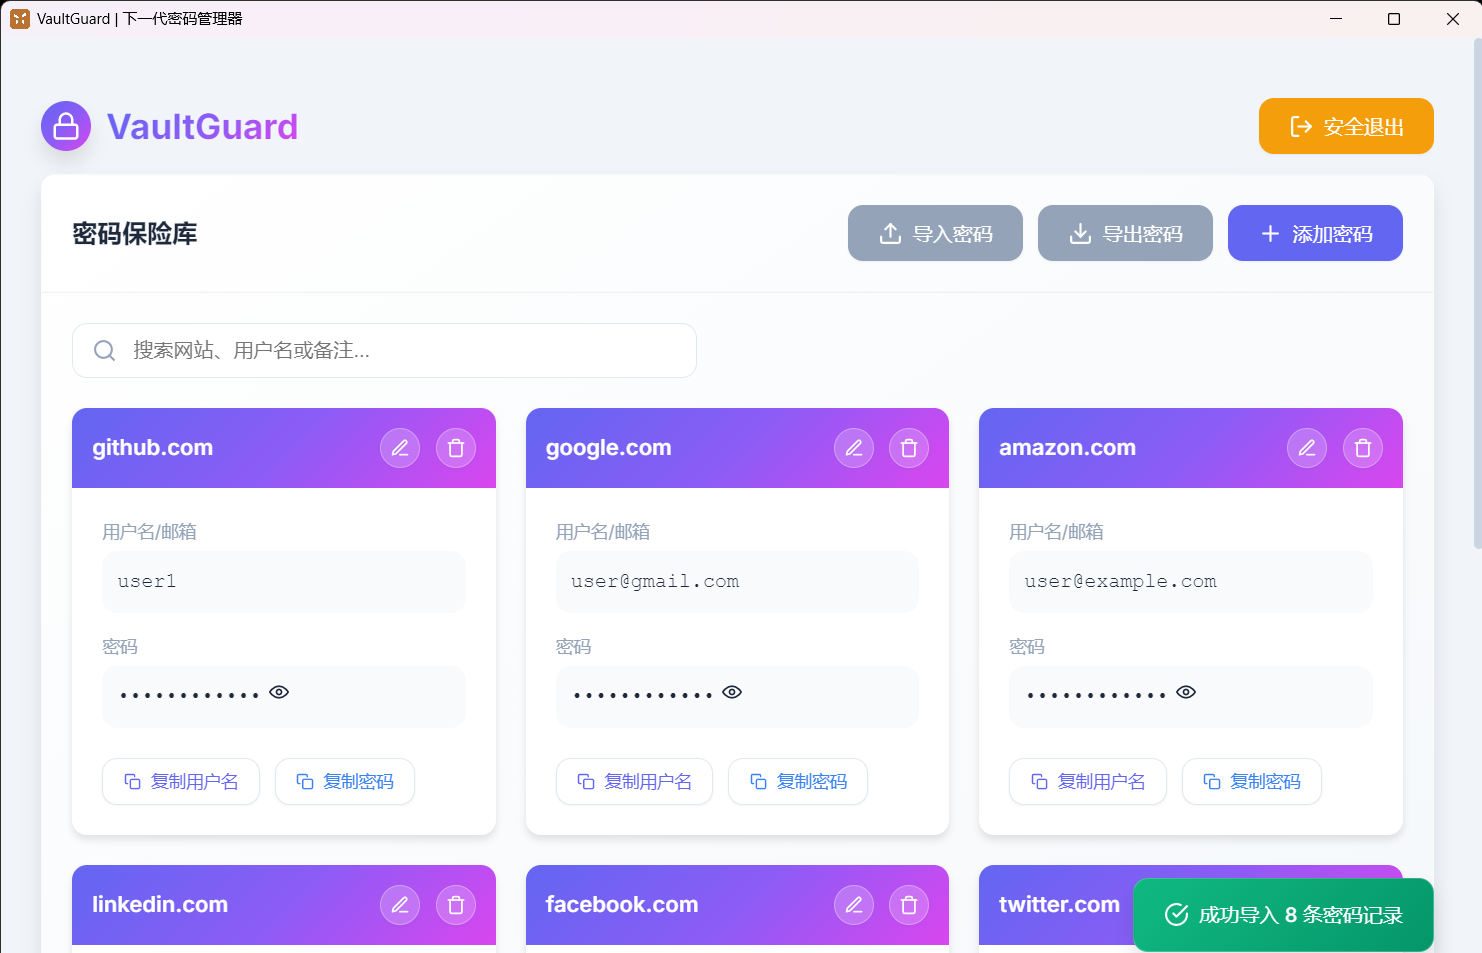 VaultGuard | 下一代密码管理器
VaultGuard
安全退出
密码保险库
导入密码
导出密码
添加密码
搜索网站、用户名或备注...
github.com
google.com
amazon.com
用户名/邮箱
用户名/邮箱
用户名/邮箱
user1
user@gmail.com
user@example.com
密码
密码
密码
••••••••••••
••••••••••••
••••••••••••
复制用户名
复制密码
复制用户名
复制密码
复制用户名
复制密码
linkedin.com
facebook.com
twitter.com
成功导入 8 条密码记录